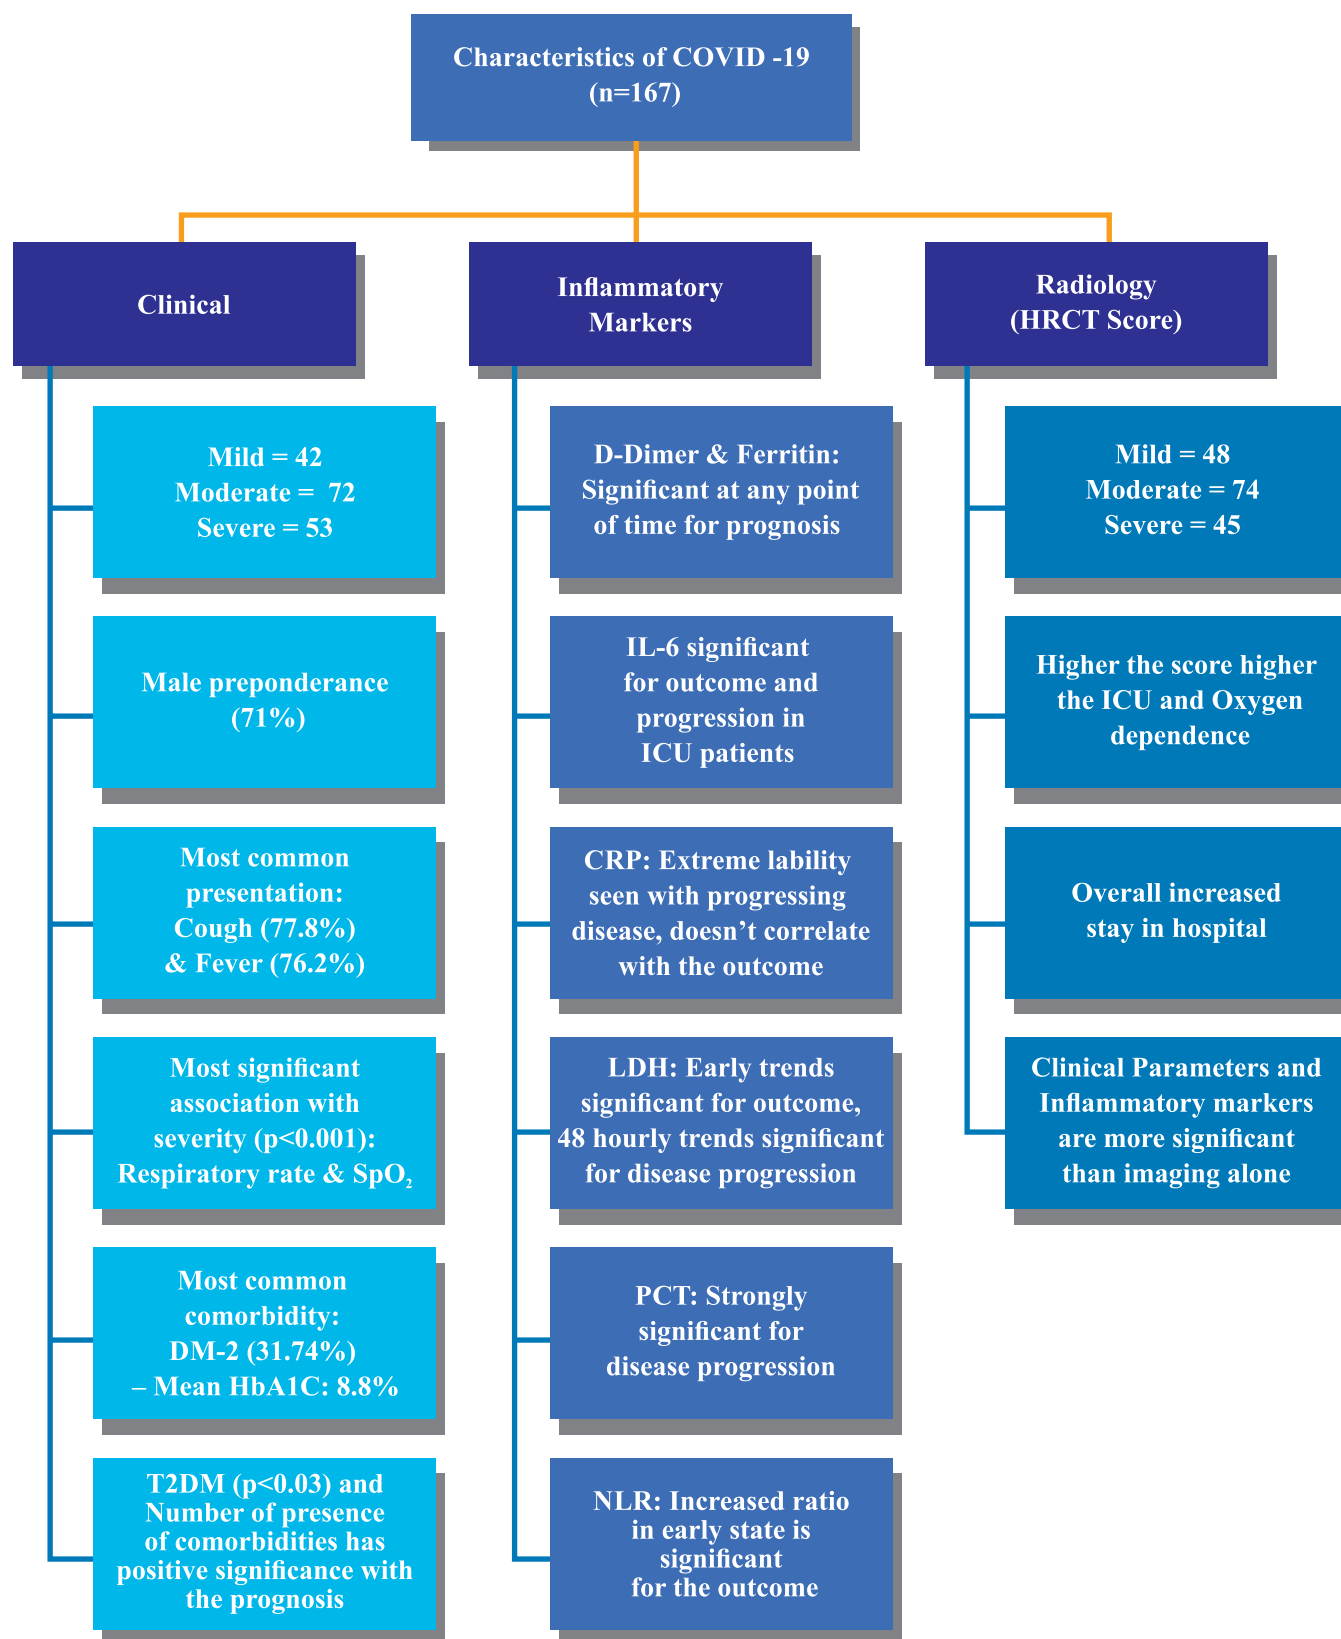 Characteristics of COVID -19
(n=167)
Clinical
Mild = 42
Moderate =  72
Severe = 53
Male preponderance
(71%)
Most common
presentation:
Cough (77.8%)
& Fever (76.2%)
Most significant
association with
severity (p<0.001):
Respiratory rate & SpO₂
Most common
comorbidity:
DM-2 (31.74%)
– Mean HbA1C: 8.8%
T2DM (p<0.03) and
Number of presence
of comorbidities has
positive significance with
the prognosis
Inflammatory
Markers
D-Dimer & Ferritin:
Significant at any point
of time for prognosis
IL-6 significant
for outcome and
progression in
ICU patients
CRP: Extreme lability
seen with progressing
disease, doesn’t correlate
with the outcome
LDH: Early trends
significant for outcome,
48 hourly trends significant
for disease progression
PCT: Strongly
significant for
disease progression
NLR: Increased ratio
in early state is
significant
for the outcome
Radiology
(HRCT Score)
Mild = 48
Moderate = 74
Severe = 45
Higher the score higher
the ICU and Oxygen
dependence
Overall increased
stay in hospital
Clinical Parameters and
Inflammatory markers
are more significant
than imaging alone